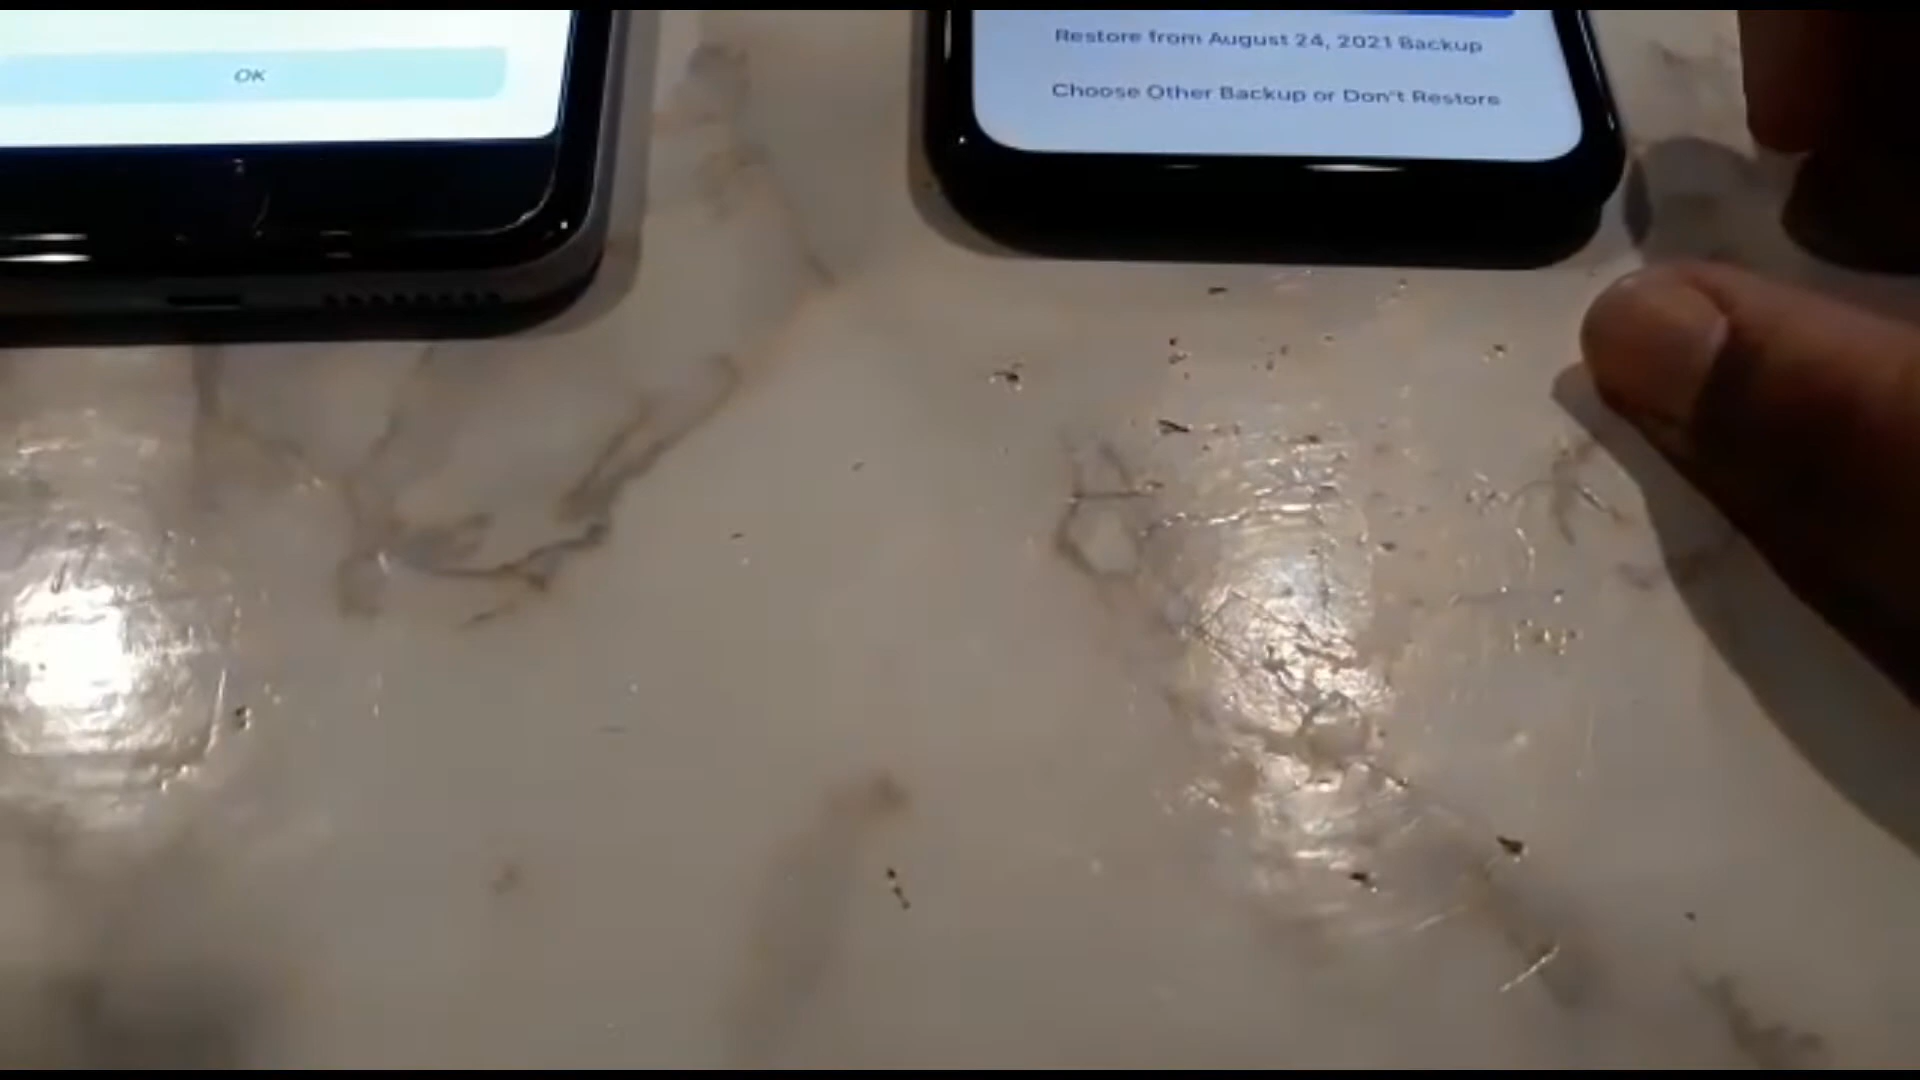 OK
Restore from August 24, 2021 Backup
Choose Other Backup or Don't Restore